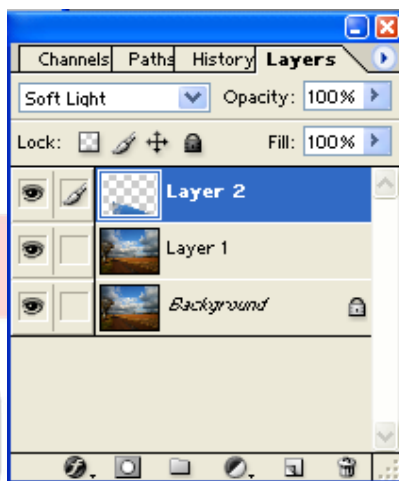 Channels Paths History Layers
Soft Light Opacity: 100%
Lock: Fill: 100%
Layer 2
Layer 1
Background